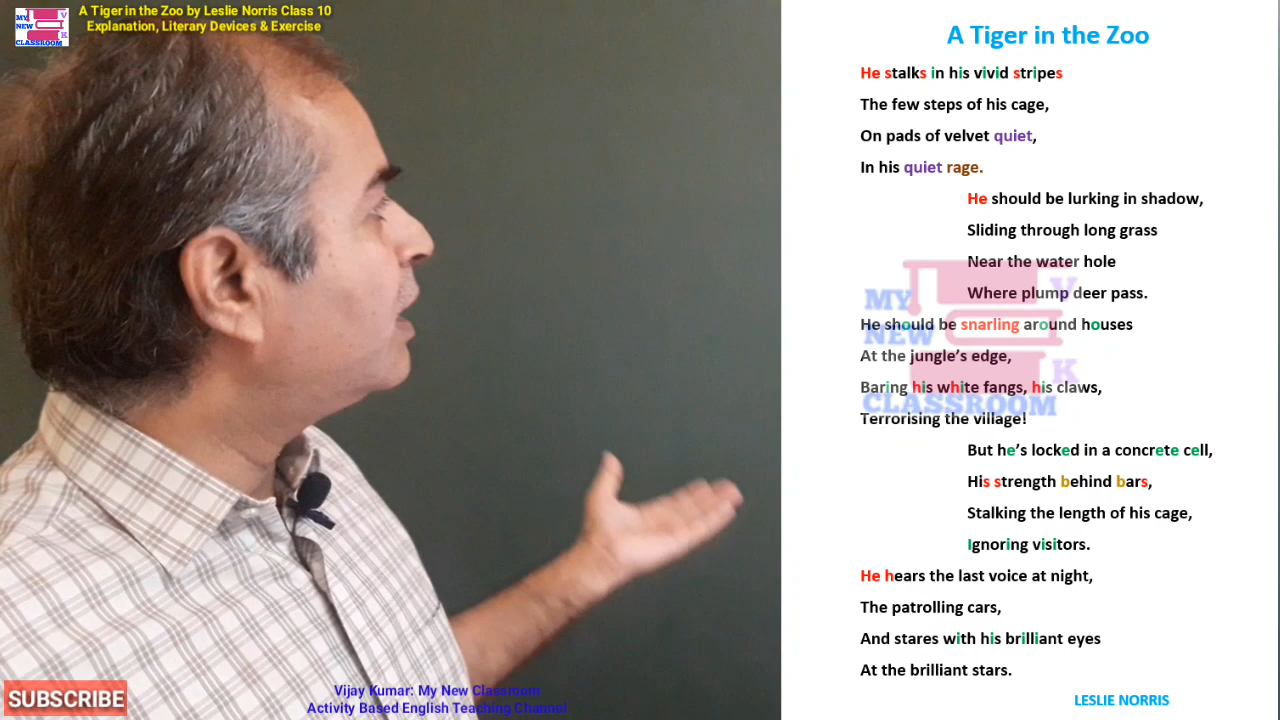 A Tiger in the Zoo by Leslie Norris Class 10
Explanation, Literary Devices & Exercise
MY
NEW
CLASSROOM
V
K
A Tiger in the Zoo
He stalks in his vivid stripes
The few steps of his cage,
On pads of velvet quiet,
In his quiet rage.
He should be lurking in shadow,
Sliding through long grass
Near the water hole
Where plump deer pass.
He should be snarling around houses
At the jungle’s edge,
Baring his white fangs, his claws,
Terrorising the village!
But he’s locked in a concrete cell,
His strength behind bars,
Stalking the length of his cage,
Ignoring visitors.
He hears the last voice at night,
The patrolling cars,
And stares with his brilliant eyes
At the brilliant stars.
LESLIE NORRIS
MY
NEW
CLASSROOM
V
K
SUBSCRIBE
Vijay Kumar: My New Classroom
Activity Based English Teaching Channel